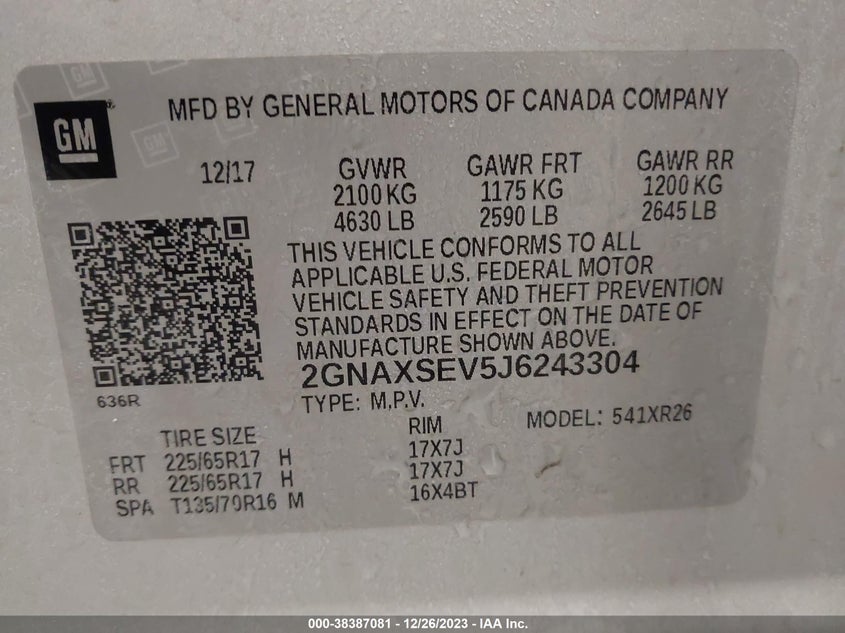 GM
MFD BY GENERAL MOTORS OF CANADA COMPANY
12/17
GVWR
2100 KG
4630 LB
GAWR FRT
1175 KG
2590 LB
GAWR RR
1200 KG
2645 LB
THIS VEHICLE CONFORMS TO ALL
APPLICABLE U.S. FEDERAL MOTOR
VEHICLE SAFETY AND THEFT PREVENTION
STANDARDS IN EFFECT ON THE DATE OF
MANUFACTURE SHOWN ABOVE.
2GNAXSEV5J6243304
636R
TYPE: M.P.V.
MODEL: 541XR26
TIRE SIZE RIM
FRT 225/65R17 H 17X7J
RR 225/65R17 H 17X7J
SPA T135/70R16 M 16X4BT
000-38387081 - 12/26/2023 - IAA Inc.